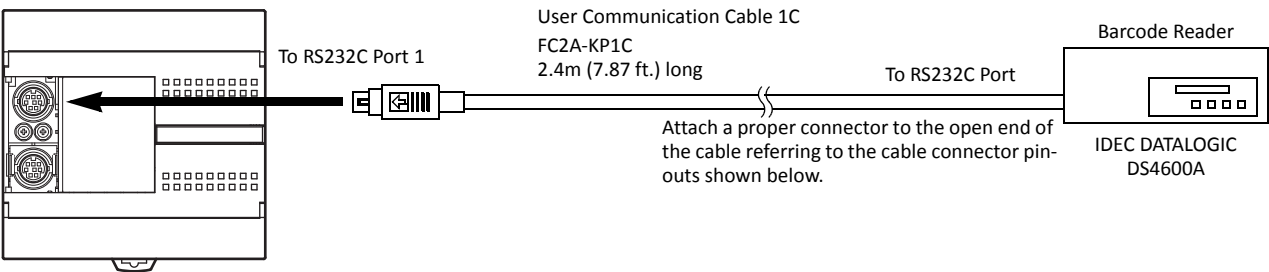 User Communication Cable 1C
FC2A-KP1C
2.4m (7.87 ft.) long
To RS232C Port 1
To RS232C Port
Barcode Reader
Attach a proper connector to the open end of
the cable referring to the cable connector pin-
outs shown below.
IDEC DATALOGIC
DS4600A